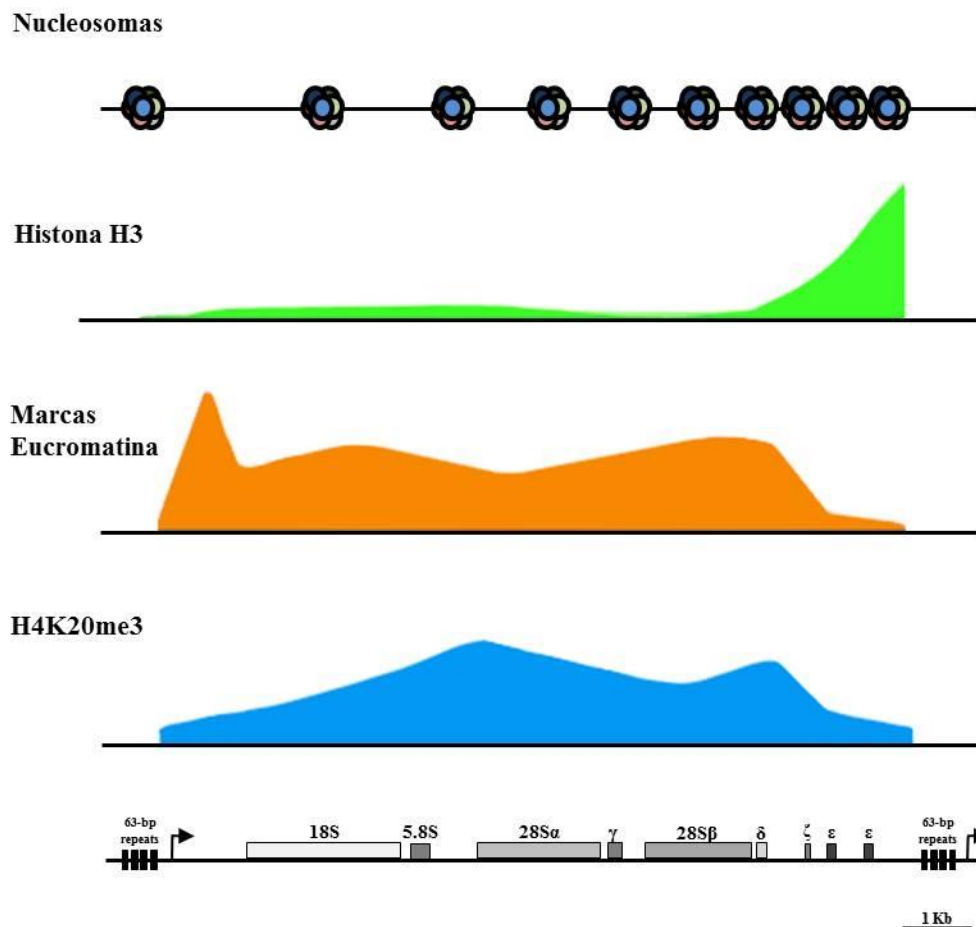 Nucleosomas
Histona H3
Marcas
Eucromatina
H4K20me3
63-bp
repeats
18S
5.8S
28Sα
γ
28Sβ
δ
ζ
ε
ε
63-bp
repeats
1 Kb